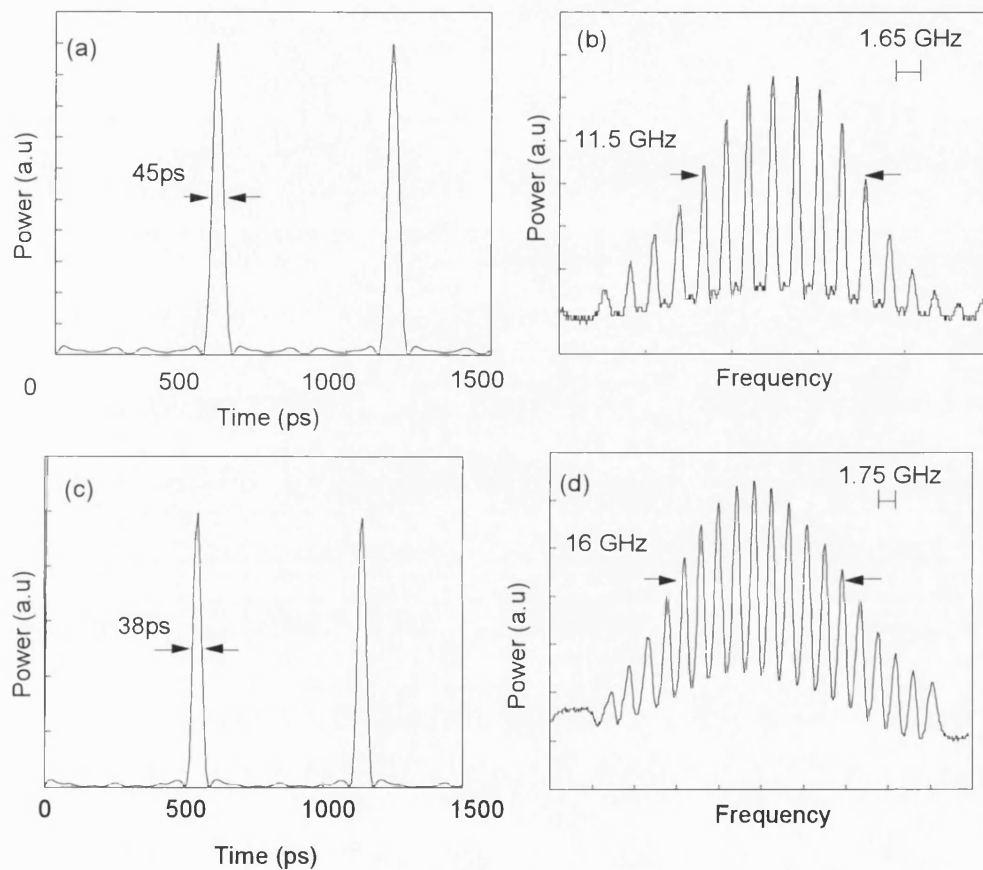 (a)
Power (a.u)
45ps
0
500
1000
1500
Time (ps)
(b)
1.65 GHz
11.5 GHz
Power (a.u)
Frequency
(c)
Power (a.u)
38ps
0
500
1000
1500
Time (ps)
(d)
1.75 GHz
16 GHz
Power (a.u)
Frequency